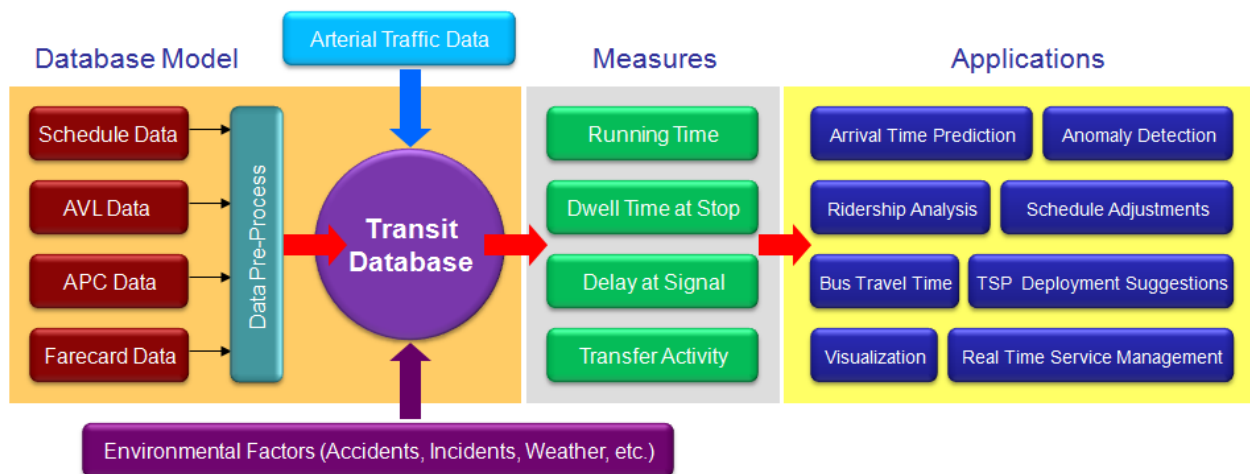 Arterial Traffic Data
Database Model
Measures
Applications
Schedule Data
AVL Data
APC Data
Farecard Data
Data Pre-Process
Transit
Database
Running Time
Dwell Time at Stop
Delay at Signal
Transfer Activity
Arrival Time Prediction
Anomaly Detection
Ridership Analysis
Schedule Adjustments
Bus Travel Time
TSP Deployment Suggestions
Visualization
Real Time Service Management
Environmental Factors (Accidents, Incidents, Weather, etc.)